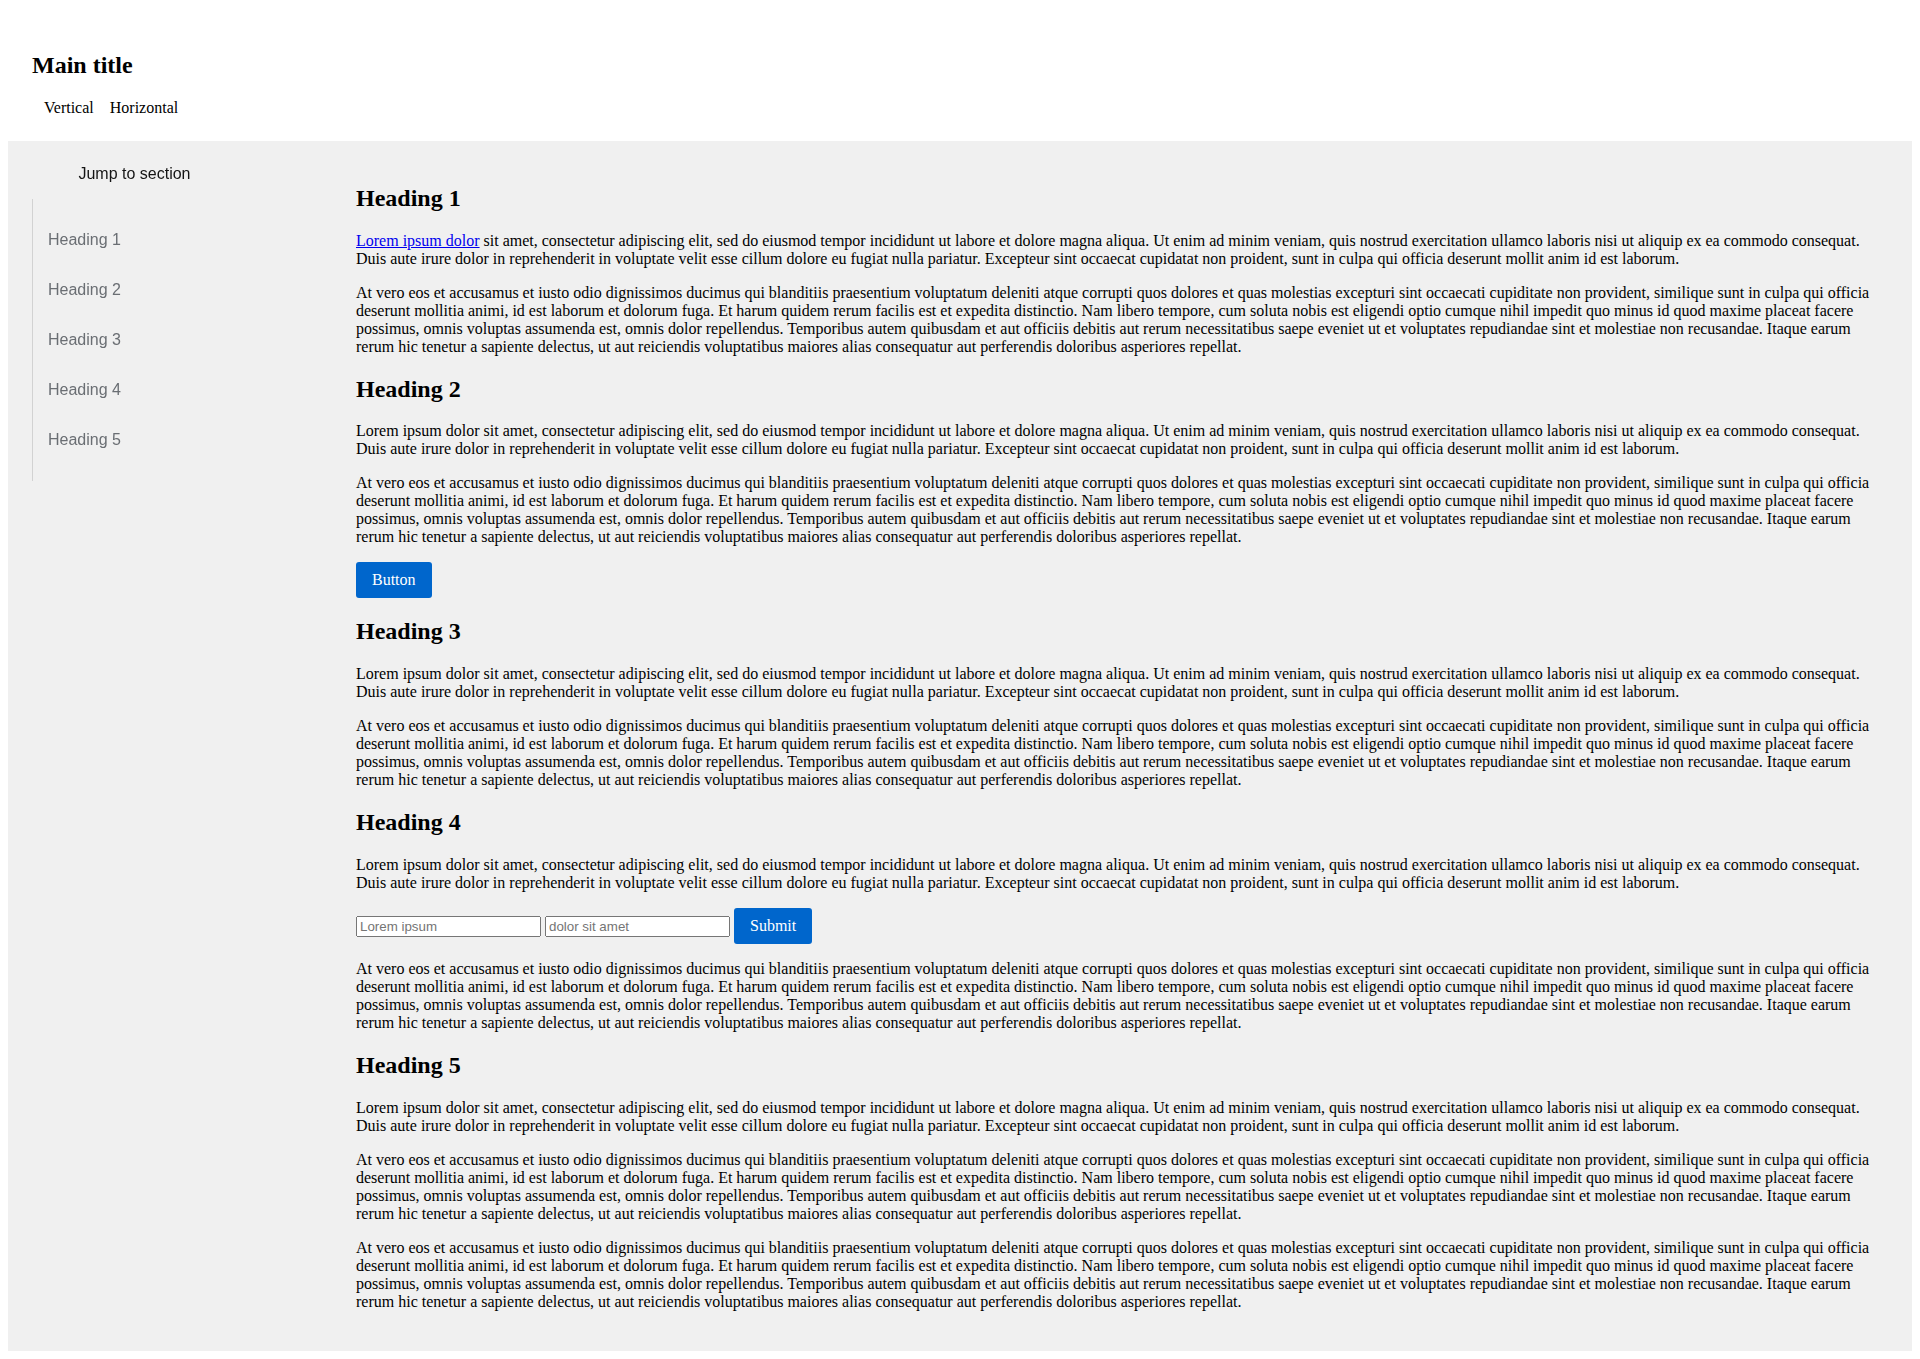 Main title
Vertical Horizontal
Jump to section
Heading 1
Heading 2
Heading 3
Heading 4
Heading 5
Heading 1
Lorem ipsum dolor sit amet, consectetur adipiscing elit, sed do eiusmod tempor incididunt ut labore et dolore magna aliqua. Ut enim ad minim veniam, quis nostrud exercitation ullamco laboris nisi ut aliquip ex ea commodo consequat.
Duis aute irure dolor in reprehenderit in voluptate velit esse cillum dolore eu fugiat nulla pariatur. Excepteur sint occaecat cupidatat non proident, sunt in culpa qui officia deserunt mollit anim id est laborum.
At vero eos et accusamus et iusto odio dignissimos ducimus qui blanditiis praesentium voluptatum deleniti atque corrupti quos dolores et quas molestias excepturi sint occaecati cupiditate non provident, similique sunt in culpa qui officia
deserunt mollitia animi, id est laborum et dolorum fuga. Et harum quidem rerum facilis est et expedita distinctio. Nam libero tempore, cum soluta nobis est eligendi optio cumque nihil impedit quo minus id quod maxime placeat facere
possimus, omnis voluptas assumenda est, omnis dolor repellendus. Temporibus autem quibusdam et aut officiis debitis aut rerum necessitatibus saepe eveniet ut et voluptates repudiandae sint et molestiae non recusandae. Itaque earum
rerum hic tenetur a sapiente delectus, ut aut reiciendis voluptatibus maiores alias consequatur aut perferendis doloribus asperiores repellat.
Heading 2
Lorem ipsum dolor sit amet, consectetur adipiscing elit, sed do eiusmod tempor incididunt ut labore et dolore magna aliqua. Ut enim ad minim veniam, quis nostrud exercitation ullamco laboris nisi ut aliquip ex ea commodo consequat.
Duis aute irure dolor in reprehenderit in voluptate velit esse cillum dolore eu fugiat nulla pariatur. Excepteur sint occaecat cupidatat non proident, sunt in culpa qui officia deserunt mollit anim id est laborum.
At vero eos et accusamus et iusto odio dignissimos ducimus qui blanditiis praesentium voluptatum deleniti atque corrupti quos dolores et quas molestias excepturi sint occaecati cupiditate non provident, similique sunt in culpa qui officia
deserunt mollitia animi, id est laborum et dolorum fuga. Et harum quidem rerum facilis est et expedita distinctio. Nam libero tempore, cum soluta nobis est eligendi optio cumque nihil impedit quo minus id quod maxime placeat facere
possimus, omnis voluptas assumenda est, omnis dolor repellendus. Temporibus autem quibusdam et aut officiis debitis aut rerum necessitatibus saepe eveniet ut et voluptates repudiandae sint et molestiae non recusandae. Itaque earum
rerum hic tenetur a sapiente delectus, ut aut reiciendis voluptatibus maiores alias consequatur aut perferendis doloribus asperiores repellat.
Button
Heading 3
Lorem ipsum dolor sit amet, consectetur adipiscing elit, sed do eiusmod tempor incididunt ut labore et dolore magna aliqua. Ut enim ad minim veniam, quis nostrud exercitation ullamco laboris nisi ut aliquip ex ea commodo consequat.
Duis aute irure dolor in reprehenderit in voluptate velit esse cillum dolore eu fugiat nulla pariatur. Excepteur sint occaecat cupidatat non proident, sunt in culpa qui officia deserunt mollit anim id est laborum.
At vero eos et accusamus et iusto odio dignissimos ducimus qui blanditiis praesentium voluptatum deleniti atque corrupti quos dolores et quas molestias excepturi sint occaecati cupiditate non provident, similique sunt in culpa qui officia
deserunt mollitia animi, id est laborum et dolorum fuga. Et harum quidem rerum facilis est et expedita distinctio. Nam libero tempore, cum soluta nobis est eligendi optio cumque nihil impedit quo minus id quod maxime placeat facere
possimus, omnis voluptas assumenda est, omnis dolor repellendus. Temporibus autem quibusdam et aut officiis debitis aut rerum necessitatibus saepe eveniet ut et voluptates repudiandae sint et molestiae non recusandae. Itaque earum
rerum hic tenetur a sapiente delectus, ut aut reiciendis voluptatibus maiores alias consequatur aut perferendis doloribus asperiores repellat.
Heading 4
Lorem ipsum dolor sit amet, consectetur adipiscing elit, sed do eiusmod tempor incididunt ut labore et dolore magna aliqua. Ut enim ad minim veniam, quis nostrud exercitation ullamco laboris nisi ut aliquip ex ea commodo consequat.
Duis aute irure dolor in reprehenderit in voluptate velit esse cillum dolore eu fugiat nulla pariatur. Excepteur sint occaecat cupidatat non proident, sunt in culpa qui officia deserunt mollit anim id est laborum.
Lorem ipsum dolor sit amet Submit
At vero eos et accusamus et iusto odio dignissimos ducimus qui blanditiis praesentium voluptatum deleniti atque corrupti quos dolores et quas molestias excepturi sint occaecati cupiditate non provident, similique sunt in culpa qui officia
deserunt mollitia animi, id est laborum et dolorum fuga. Et harum quidem rerum facilis est et expedita distinctio. Nam libero tempore, cum soluta nobis est eligendi optio cumque nihil impedit quo minus id quod maxime placeat facere
possimus, omnis voluptas assumenda est, omnis dolor repellendus. Temporibus autem quibusdam et aut officiis debitis aut rerum necessitatibus saepe eveniet ut et voluptates repudiandae sint et molestiae non recusandae. Itaque earum
rerum hic tenetur a sapiente delectus, ut aut reiciendis voluptatibus maiores alias consequatur aut perferendis doloribus asperiores repellat.
Heading 5
Lorem ipsum dolor sit amet, consectetur adipiscing elit, sed do eiusmod tempor incididunt ut labore et dolore magna aliqua. Ut enim ad minim veniam, quis nostrud exercitation ullamco laboris nisi ut aliquip ex ea commodo consequat.
Duis aute irure dolor in reprehenderit in voluptate velit esse cillum dolore eu fugiat nulla pariatur. Excepteur sint occaecat cupidatat non proident, sunt in culpa qui officia deserunt mollit anim id est laborum.
At vero eos et accusamus et iusto odio dignissimos ducimus qui blanditiis praesentium voluptatum deleniti atque corrupti quos dolores et quas molestias excepturi sint occaecati cupiditate non provident, similique sunt in culpa qui officia
deserunt mollitia animi, id est laborum et dolorum fuga. Et harum quidem rerum facilis est et expedita distinctio. Nam libero tempore, cum soluta nobis est eligendi optio cumque nihil impedit quo minus id quod maxime placeat facere
possimus, omnis voluptas assumenda est, omnis dolor repellendus. Temporibus autem quibusdam et aut officiis debitis aut rerum necessitatibus saepe eveniet ut et voluptates repudiandae sint et molestiae non recusandae. Itaque earum
rerum hic tenetur a sapiente delectus, ut aut reiciendis voluptatibus maiores alias consequatur aut perferendis doloribus asperiores repellat.
At vero eos et accusamus et iusto odio dignissimos ducimus qui blanditiis praesentium voluptatum deleniti atque corrupti quos dolores et quas molestias excepturi sint occaecati cupiditate non provident, similique sunt in culpa qui officia
deserunt mollitia animi, id est laborum et dolorum fuga. Et harum quidem rerum facilis est et expedita distinctio. Nam libero tempore, cum soluta nobis est eligendi optio cumque nihil impedit quo minus id quod maxime placeat facere
possimus, omnis voluptas assumenda est, omnis dolor repellendus. Temporibus autem quibusdam et aut officiis debitis aut rerum necessitatibus saepe eveniet ut et voluptates repudiandae sint et molestiae non recusandae. Itaque earum
rerum hic tenetur a sapiente delectus, ut aut reiciendis voluptatibus maiores alias consequatur aut perferendis doloribus asperiores repellat.